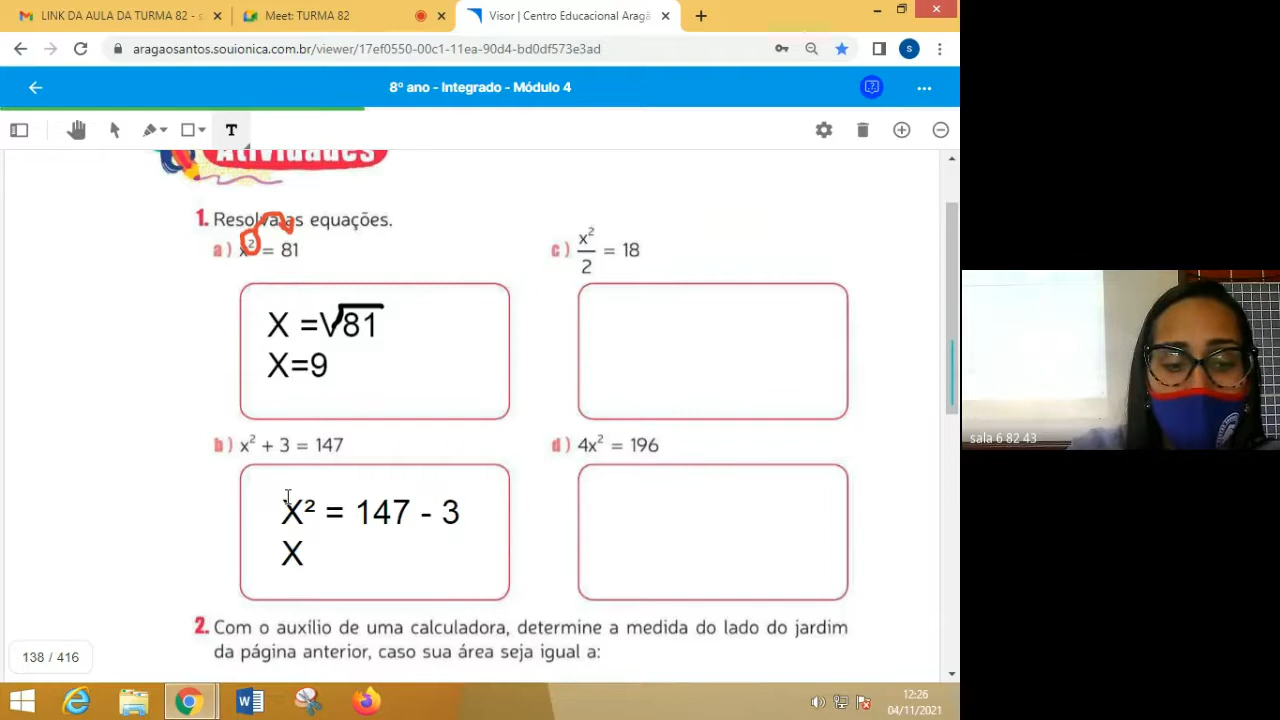 LINK DA AULA DA TURMA 82 - s
Meet: TURMA 82
Visor | Centro Educacional Aragã
aragaosantos.souionica.com.br/viewer/17ef0550-00c1-11ea-90d4-bd0df573e3ad
s
8º ano - Integrado - Módulo 4
T
Atividades
1. Resolva as equações.
a) x² = 81
X =√81
X=9
b) x² + 3 = 147
X² = 147 - 3
X
c) x²/2 = 18
d) 4x² = 196
2. Com o auxílio de uma calculadora, determine a medida do lado do jardim
da página anterior, caso sua área seja igual a:
138 / 416
sala 6 82 43
12:26
04/11/2021